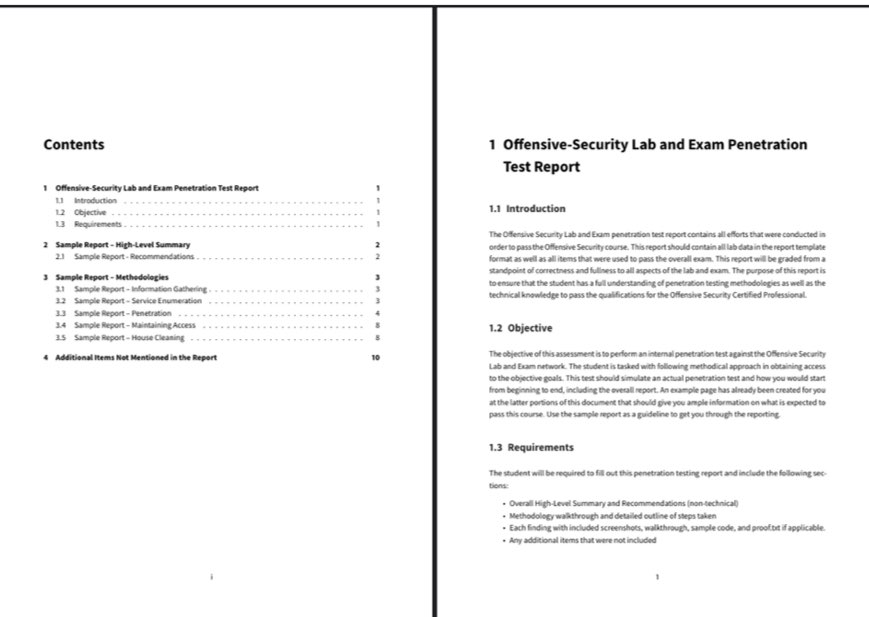 Contents
1 Offensive-Security Lab and Exam Penetration Test Report 1
1.1 Introduction . . . . . . . . . . . . . . . . . . . . . . . . . . . . . . 1
1.2 Objective . . . . . . . . . . . . . . . . . . . . . . . . . . . . . . 1
1.3 Requirements . . . . . . . . . . . . . . . . . . . . . . . . . . . . . . 1
2 Sample Report – High-Level Summary 2
2.1 Sample Report - Recommendations . . . . . . . . . . . . . . . . . . . . 2
3 Sample Report – Methodologies 3
3.1 Sample Report – Information Gathering . . . . . . . . . . . . . . . . . . . . 3
3.2 Sample Report – Service Enumeration . . . . . . . . . . . . . . . . . . . . 3
3.3 Sample Report – Penetration . . . . . . . . . . . . . . . . . . . . 4
3.4 Sample Report – Maintaining Access . . . . . . . . . . . . . . . . . . . . 8
3.5 Sample Report – House Cleaning . . . . . . . . . . . . . . . . . . . . 8
4 Additional Items Not Mentioned in the Report 10
i
1 Offensive-Security Lab and Exam Penetration
Test Report
1.1 Introduction
The Offensive Security Lab and Exam penetration test report contains all efforts that were conducted in
order to pass the Offensive Security course. This report should contain all lab data in the report template
format as well as all items that were used to pass the overall exam. This report will be graded from a
standpoint of correctness and fullness to all aspects of the lab and exam. The purpose of this report is
to ensure that the student has a full understanding of penetration testing methodologies as well as the
technical knowledge to pass the qualifications for the Offensive Security Certified Professional.
1.2 Objective
The objective of this assessment is to perform an internal penetration test against the Offensive Security
Lab and Exam network. The student is tasked with following methodical approach in obtaining access
to the objective goals. This test should simulate an actual penetration test and how you would start
from beginning to end, including the overall report. An example page has already been created for you
at the latter portions of this document that should give you ample information on what is expected to
pass this course. Use the sample report as a guideline to get you through the reporting.
1.3 Requirements
The student will be required to fill out this penetration testing report and include the following sec-
tions:
• Overall High-Level Summary and Recommendations (non-technical)
• Methodology walkthrough and detailed outline of steps taken
• Each finding with included screenshots, walkthrough, sample code, and proof.txt if applicable.
• Any additional items that were not included
1